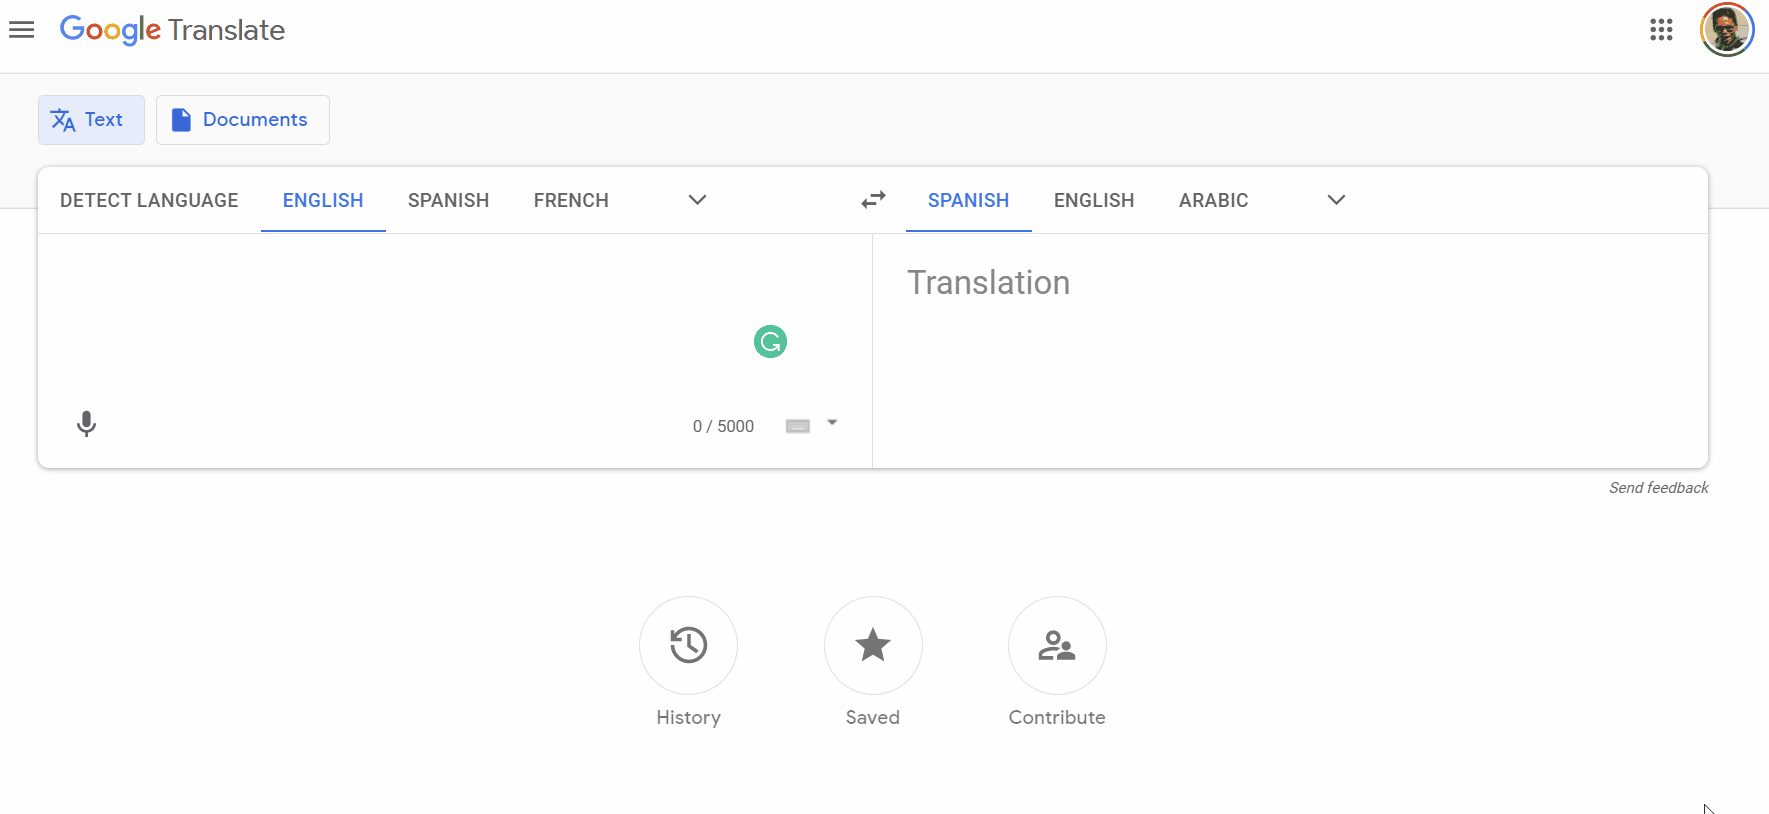 Google Translate
Text Documents
DETECT LANGUAGE ENGLISH SPANISH FRENCH SPANISH ENGLISH ARABIC
Translation
0 / 5000
Send feedback
History Saved Contribute